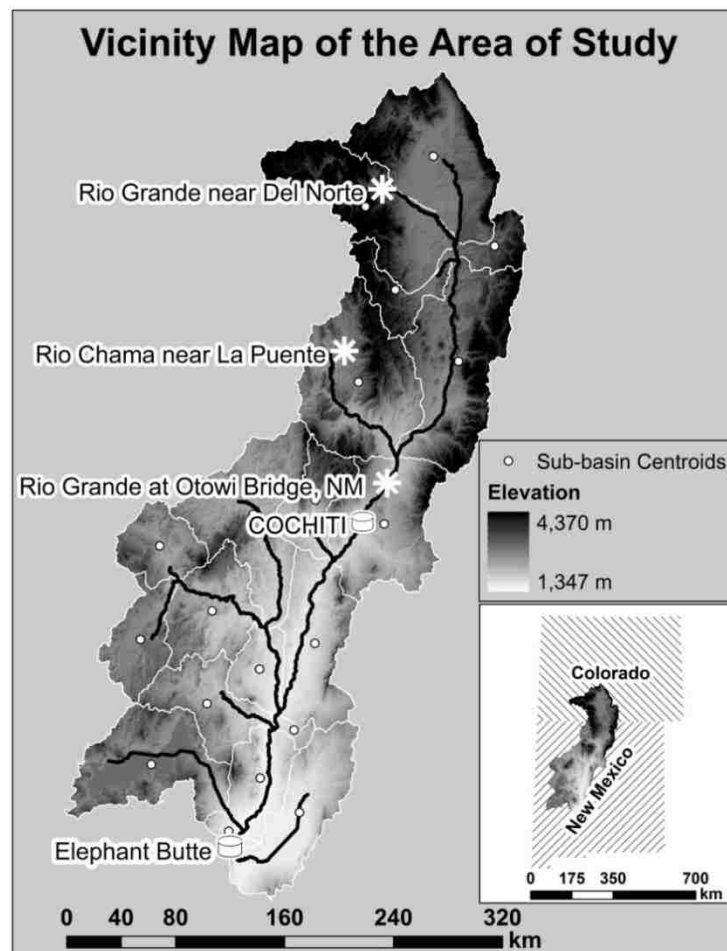 Vicinity Map of the Area of Study
Rio Grande near Del Norte
Rio Chama near La Puente
Rio Grande at Otowi Bridge, NM
COCHITI
Elephant Butte
Sub-basin Centroids
Elevation
4,370 m
1,347 m
Colorado
New Mexico
0 175 350 700
km
0 40 80 160 240 320
km